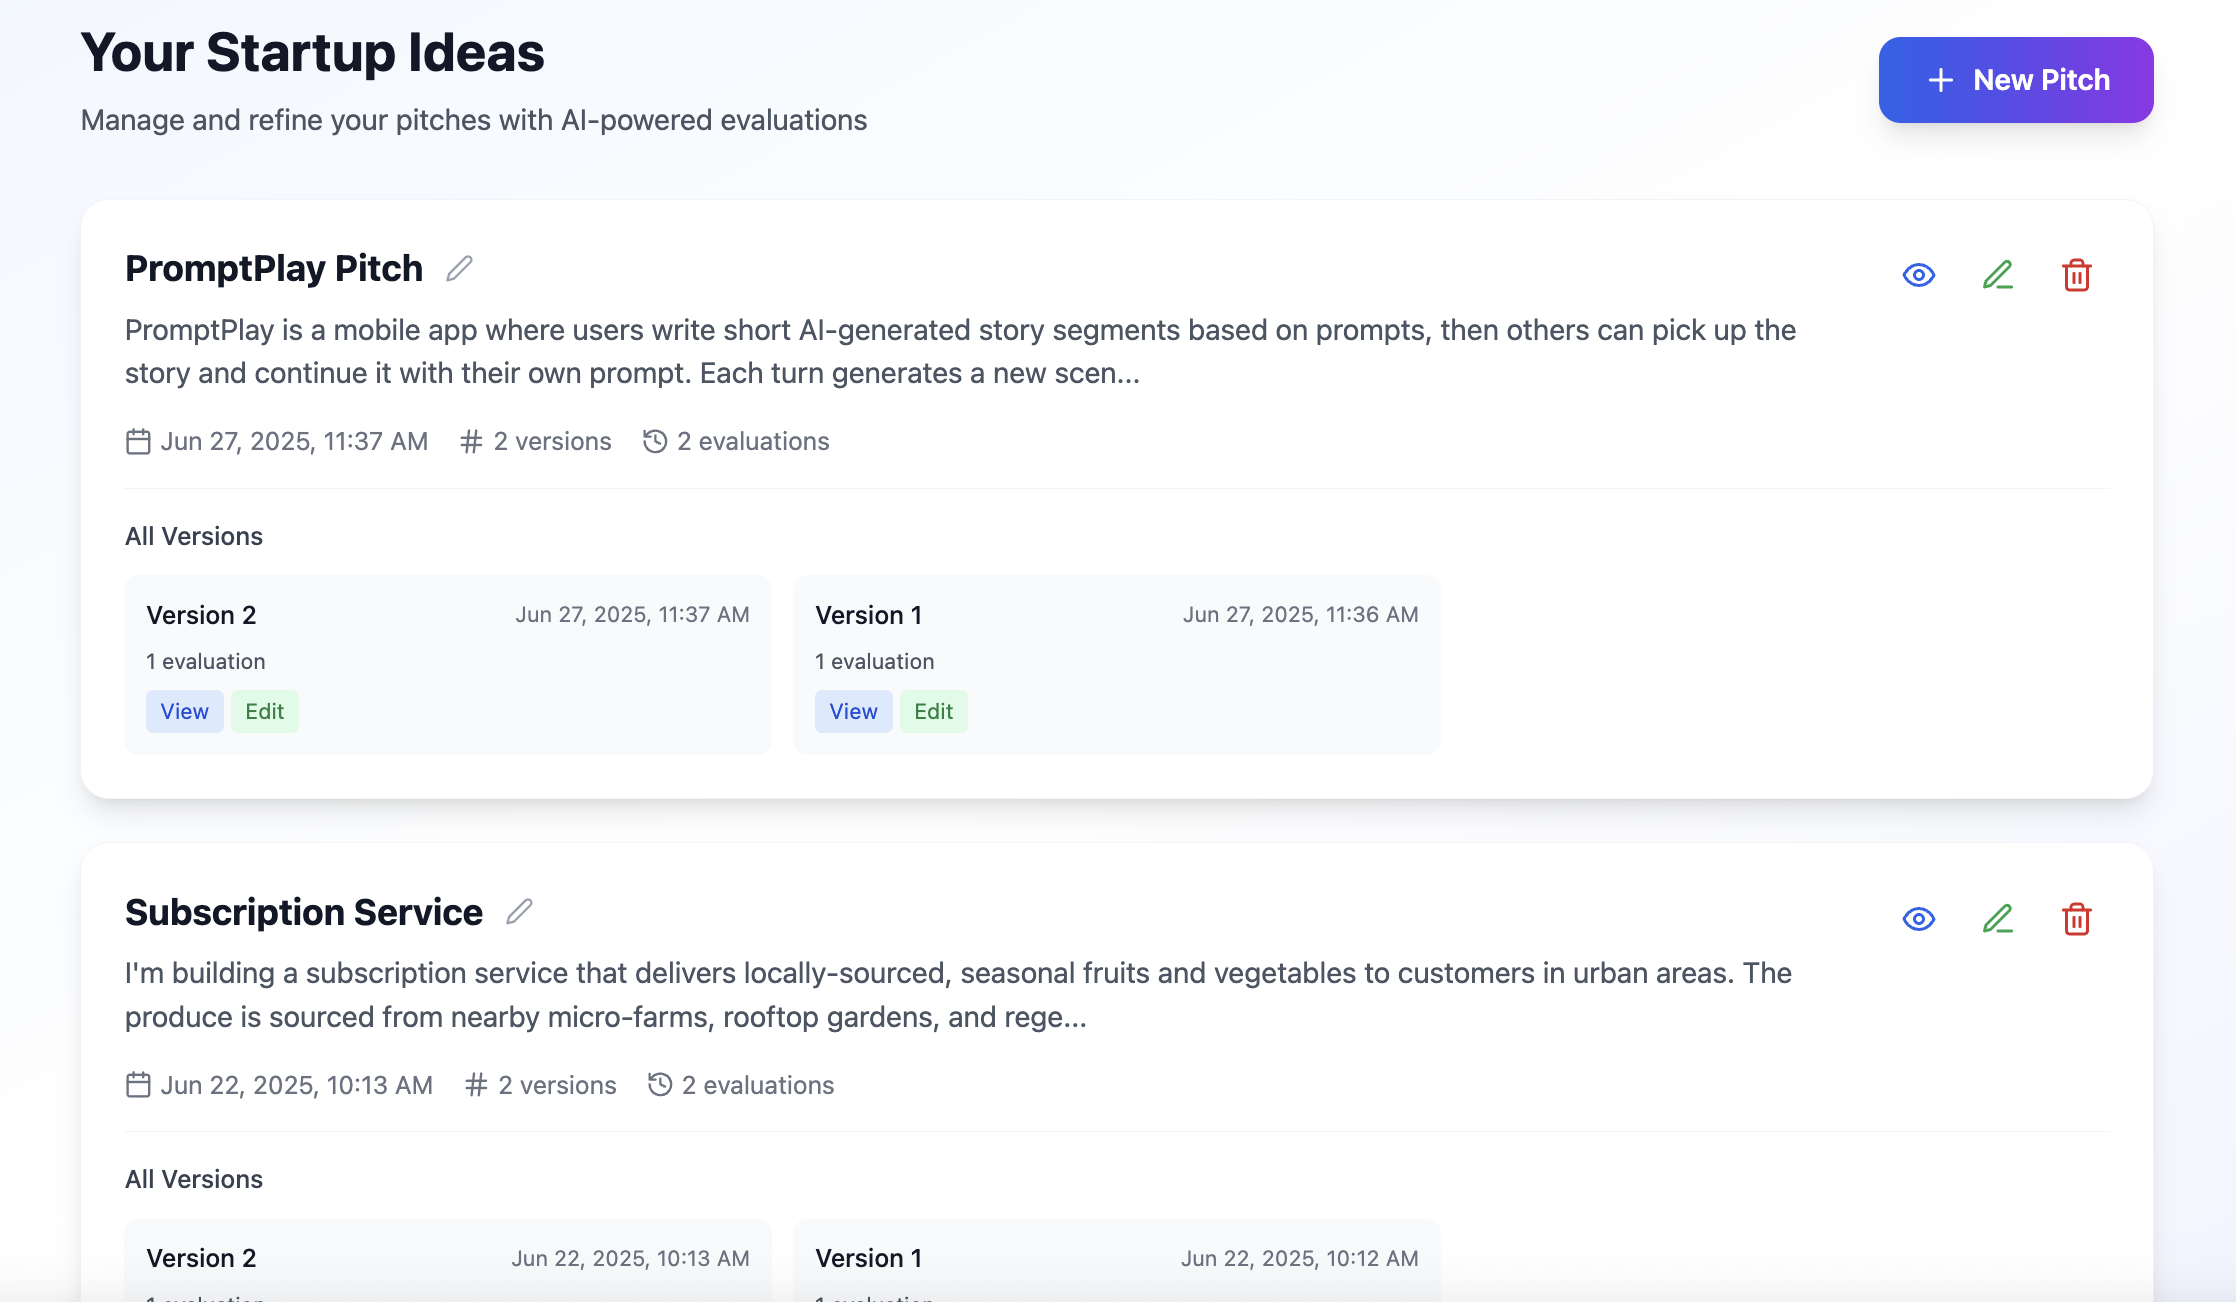 Your Startup Ideas
New Pitch
Manage and refine your pitches with AI-powered evaluations
PromptPlay Pitch
PromptPlay is a mobile app where users write short AI-generated story segments based on prompts, then others can pick up the
story and continue it with their own prompt. Each turn generates a new scen...
Jun 27, 2025, 11:37 AM # 2 versions 2 evaluations
All Versions
Version 2 Jun 27, 2025, 11:37 AM
1 evaluation
View Edit
Version 1 Jun 27, 2025, 11:36 AM
1 evaluation
View Edit
Subscription Service
I'm building a subscription service that delivers locally-sourced, seasonal fruits and vegetables to customers in urban areas. The
produce is sourced from nearby micro-farms, rooftop gardens, and rege...
Jun 22, 2025, 10:13 AM # 2 versions 2 evaluations
All Versions
Version 2 Jun 22, 2025, 10:13 AM
Version 1 Jun 22, 2025, 10:12 AM